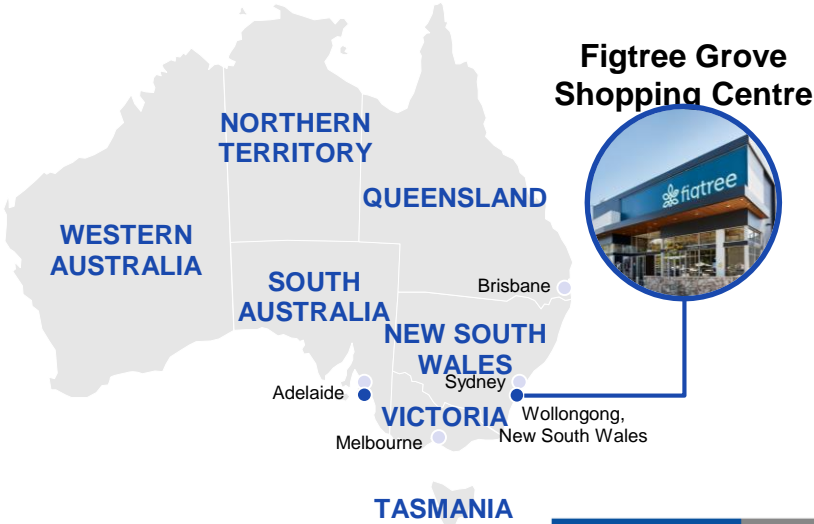 Figtree Grove
Shopping Centre
figtree
NORTHERN
TERRITORY
QUEENSLAND
WESTERN
AUSTRALIA
SOUTH
AUSTRALIA
Brisbane
NEW SOUTH
WALES
Sydney
Adelaide
VICTORIA
Wollongong,
New South Wales
Melbourne
TASMANIA